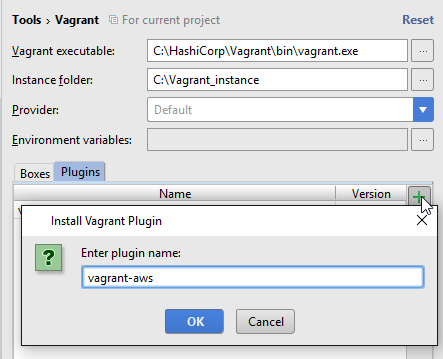 Tools › Vagrant For current project Reset
Vagrant executable: C:\HashiCorp\Vagrant\bin\vagrant.exe ...
Instance folder: C:\Vagrant_instance ...
Provider: Default
Environment variables: ...
Boxes Plugins
Name Version
Install Vagrant Plugin
Enter plugin name:
vagrant-aws
OK Cancel